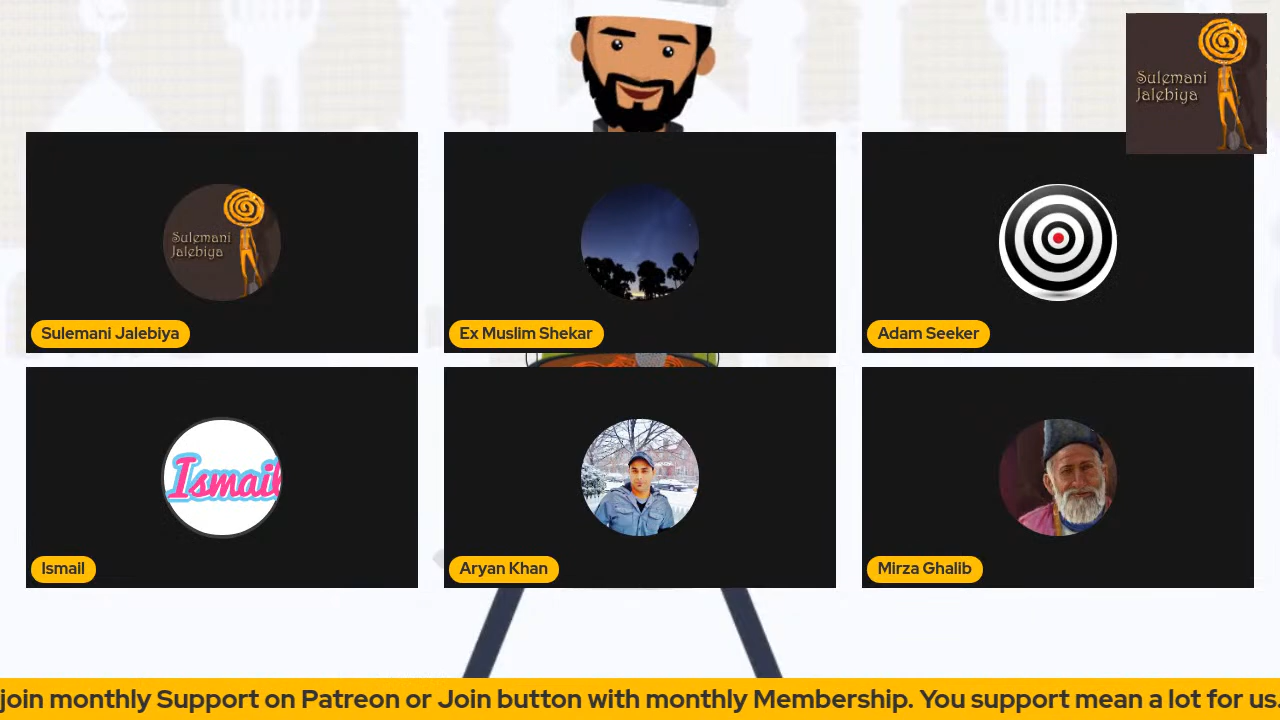 Sulemani
Jalebiya
Sulemani
Jalebiya
Sulemani Jalebiya
Ex Muslim Shekar
Adam Seeker
Ismail
Ismail
Aryan Khan
Mirza Ghalib
join monthly Support on Patreon or Join button with monthly Membership. You support mean a lot for us.